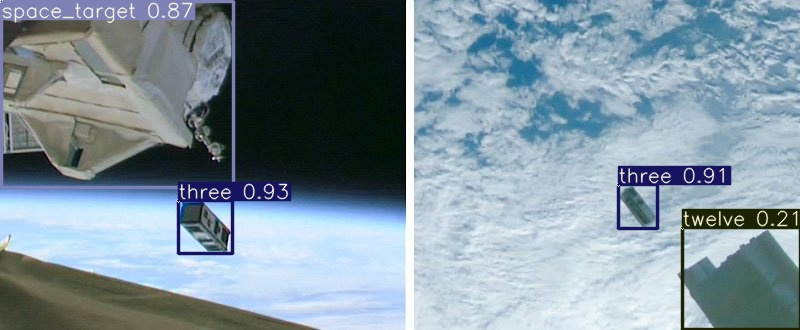 space_target 0.87
three 0.93
three 0.91
twelve 0.21